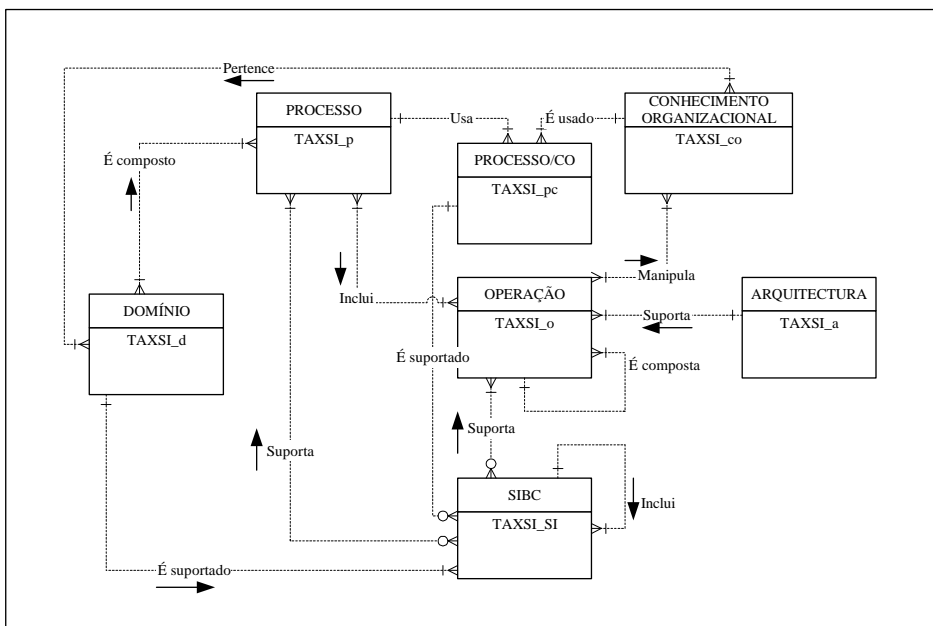 Pertence
PROCESSO
TAXSI_p
Usa
É usado
CONHECIMENTO
ORGANIZACIONAL
TAXSI_co
PROCESSO/CO
TAXSI_pc
É composto
DOMÍNIO
TAXSI_d
Inclui
OPERAÇÃO
TAXSI_o
Manipula
Suporta
ARQUITECTURA
TAXSI_a
É suportado
É composta
Suporta
Suporta
SIBC
TAXSI_SI
Inclui
É suportado